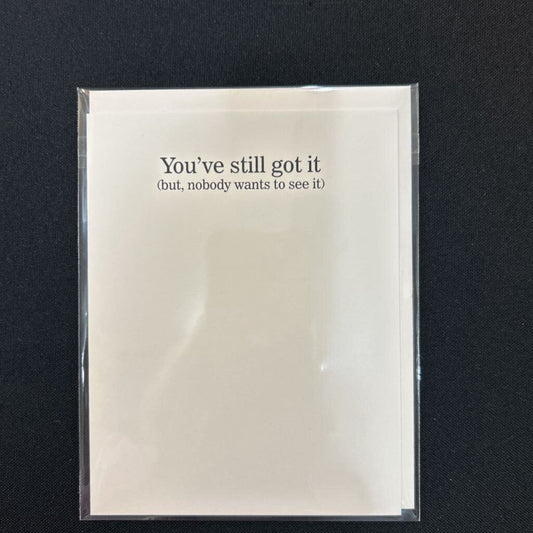 You’ve still got it
(but, nobody wants to see it)